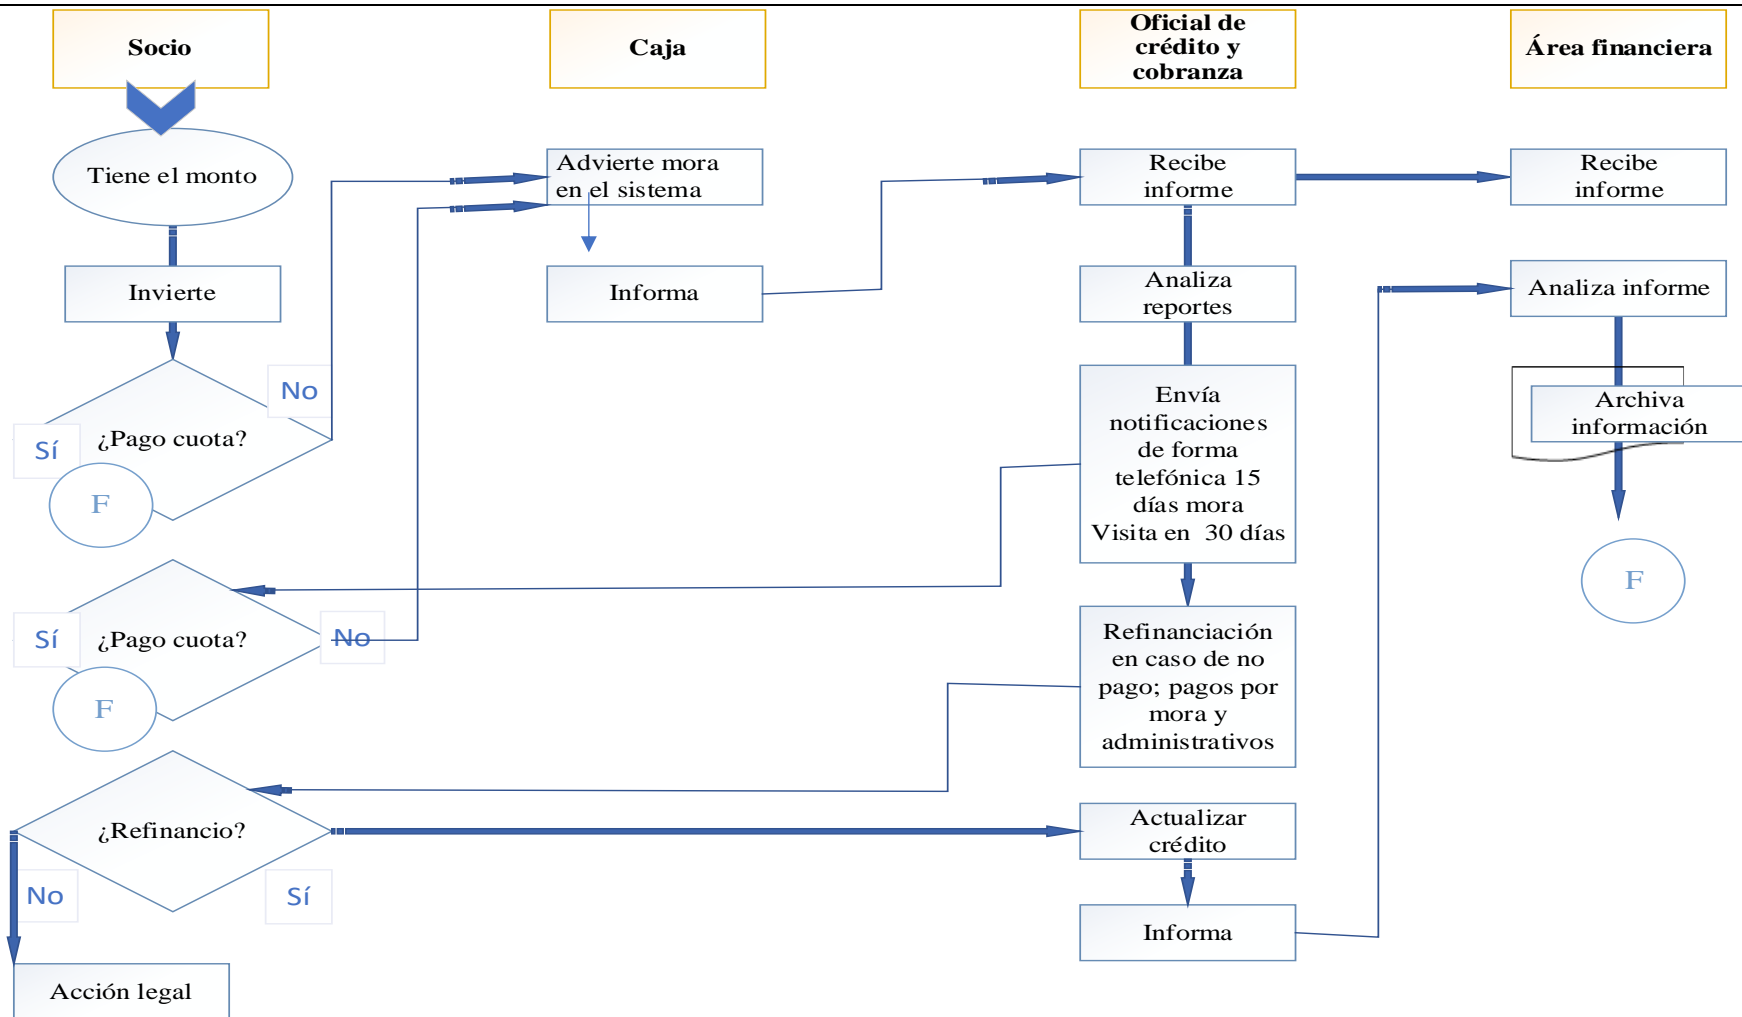 Socio
Caja
Oficial de
crédito y
cobranza
Área financiera
Tiene el monto
Advierte mora
en el sistema
Recibe
informe
Recibe
informe
Invierte
Informa
Analiza
reportes
Analiza informe
No
¿Pago cuota?
Sí
F
Envía
notificaciones
de forma
telefónica 15
días mora
Visita en 30 días
Archiva
información
F
¿Pago cuota?
Sí
No
F
Refinanciación
en caso de no
pago; pagos por
mora y
administrativos
¿Refinancio?
No
Sí
Actualizar
crédito
Informa
Acción legal